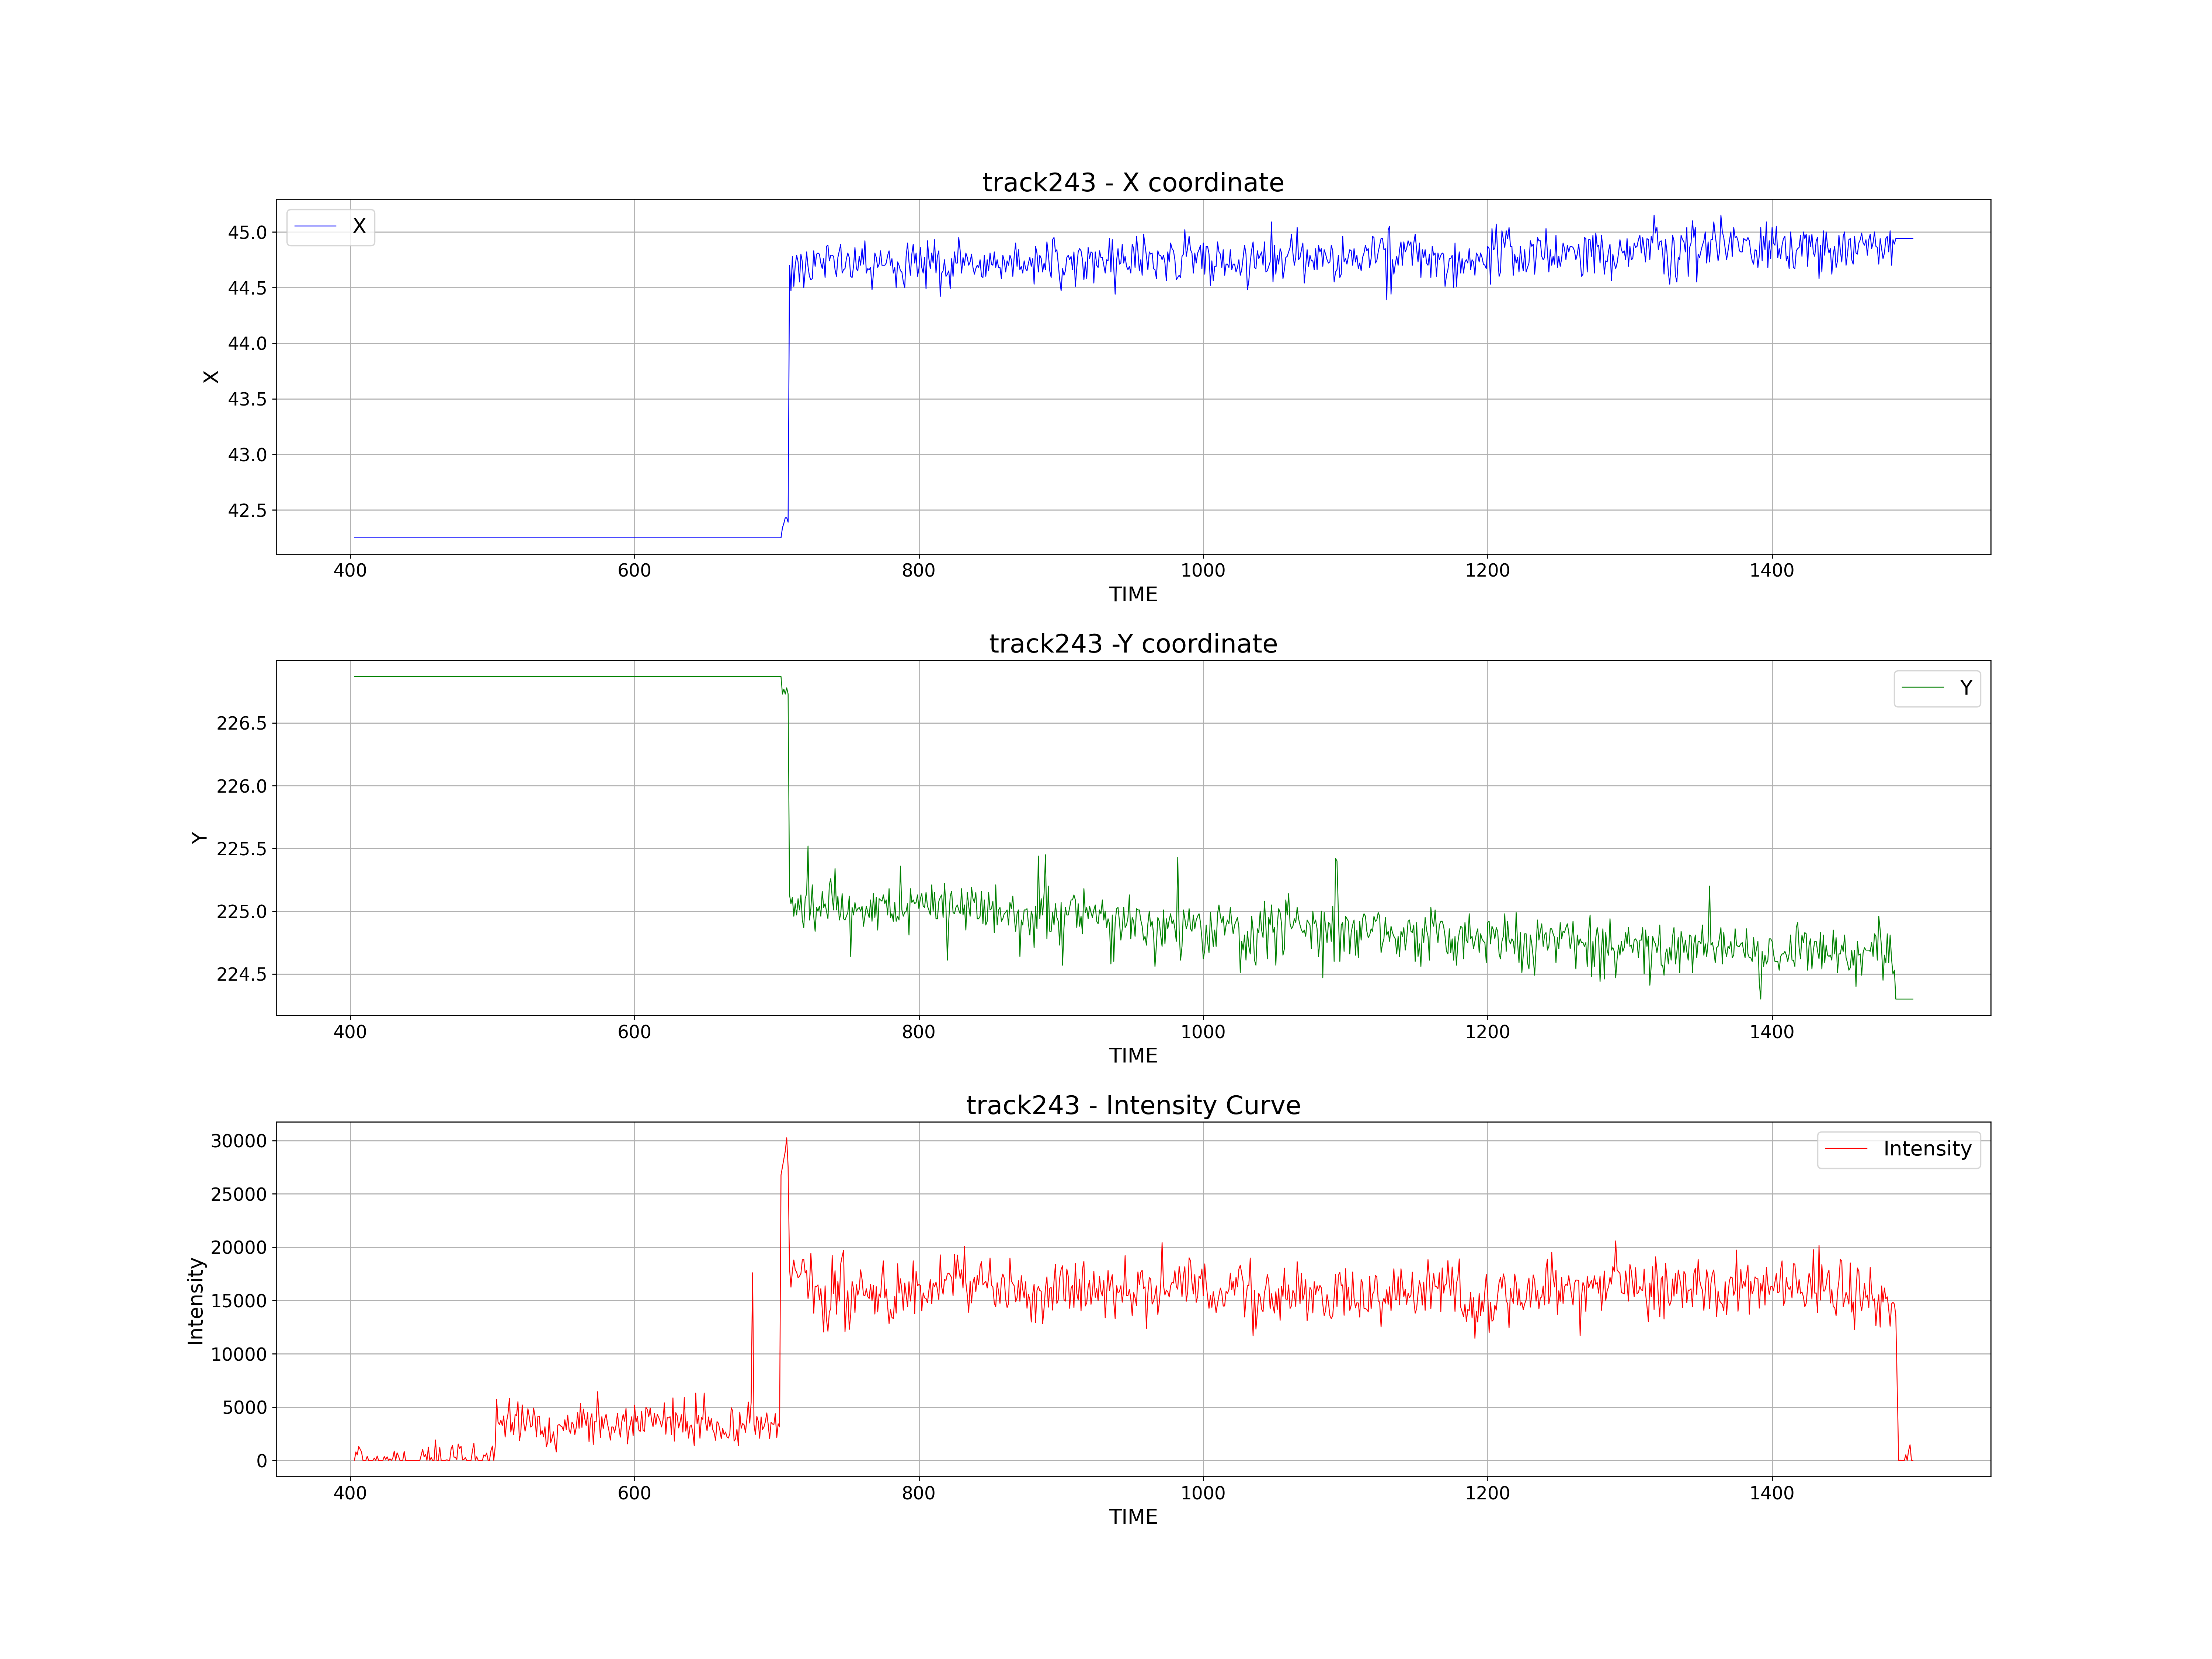 track243 - X coordinate
X
45.0
44.5
44.0
43.5
43.0
42.5
X
400 600 800 1000 1200 1400
TIME
track243 -Y coordinate
Y
226.5
226.0
225.5
225.0
224.5
Y
400 600 800 1000 1200 1400
TIME
track243 - Intensity Curve
Intensity
30000
25000
20000
15000
10000
5000
0
Intensity
400 600 800 1000 1200 1400
TIME